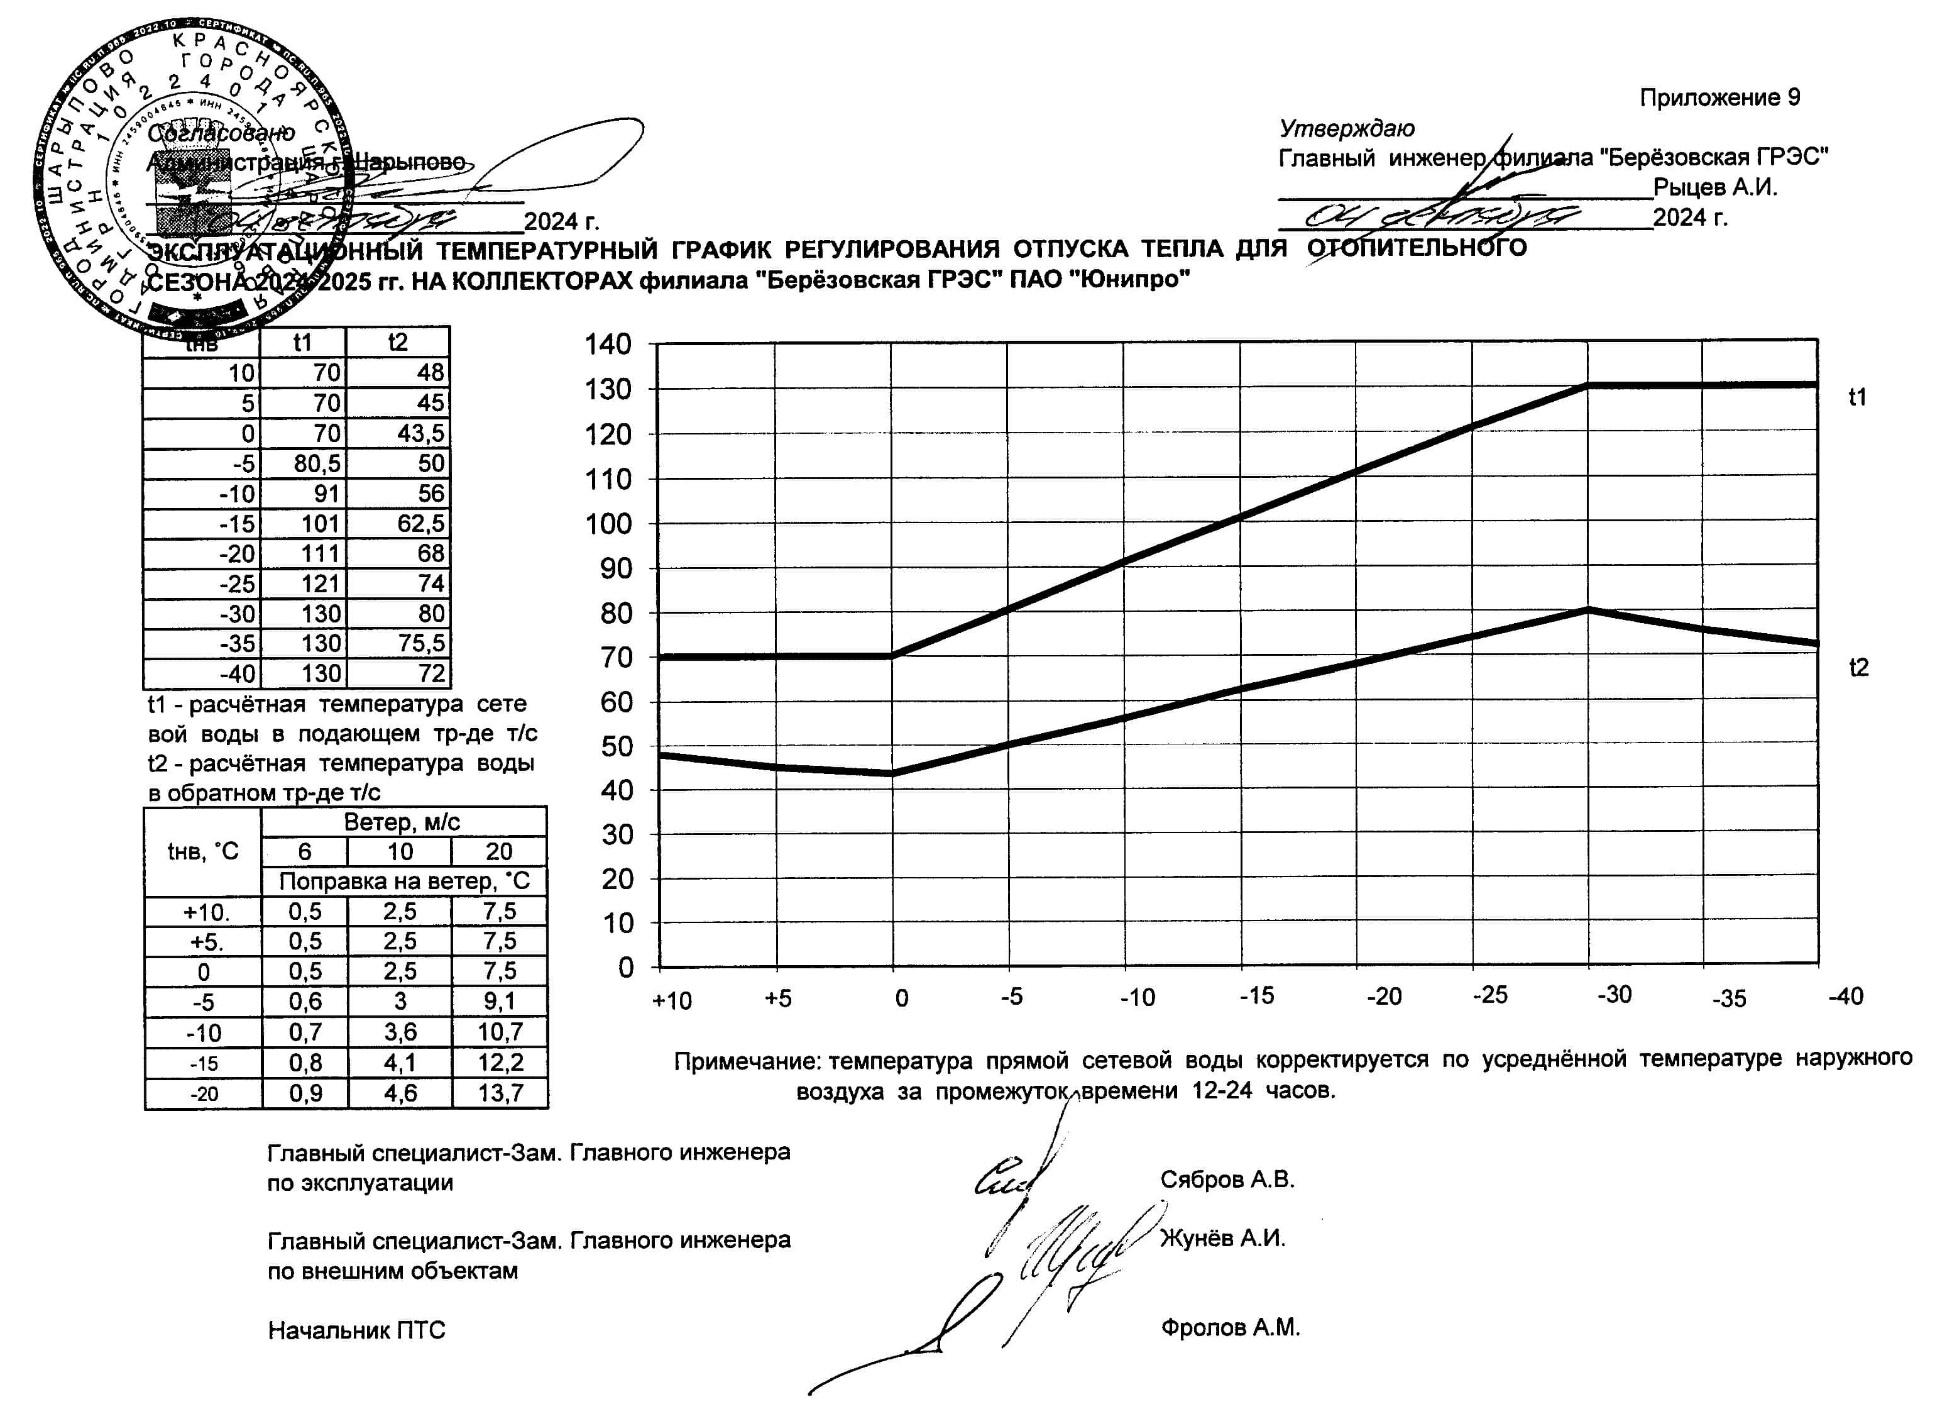 Приложение 9
Согласовано
Администрация г. Шарыпово
2024 г.
Утверждаю
Главный инженер филиала "Берёзовская ГРЭС"
Рыцев А.И.
2024 г.
ЭКСПЛУАТАЦИОННЫЙ ТЕМПЕРАТУРНЫЙ ГРАФИК РЕГУЛИРОВАНИЯ ОТПУСКА ТЕПЛА ДЛЯ ОТОПИТЕЛЬНОГО
СЕЗОНА 2024-2025 гг. НА КОЛЛЕКТОРАХ филиала "Берёзовская ГРЭС" ПАО "Юнипро"
tнв t1 t2
10 70 48
5 70 45
0 70 43,5
-5 80,5 50
-10 91 56
-15 101 62,5
-20 111 68
-25 121 74
-30 130 80
-35 130 75,5
-40 130 72
t1 - расчётная температура сете
вой воды в подающем тр-де т/с
t2 - расчётная температура воды
в обратном тр-де т/с
tнв, °C
Ветер, м/с
6 10 20
Поправка на ветер, °C
+10. 0,5 2,5 7,5
+5. 0,5 2,5 7,5
0 0,5 2,5 7,5
-5 0,6 3 9,1
-10 0,7 3,6 10,7
-15 0,8 4,1 12,2
-20 0,9 4,6 13,7
140
130
120
110
100
90
80
70
60
50
40
30
20
10
0
+10 +5 0 -5 -10 -15 -20 -25 -30 -35 -40
t1
t2
Примечание: температура прямой сетевой воды корректируется по усреднённой температуре наружного
воздуха за промежуток времени 12-24 часов.
Главный специалист-Зам. Главного инженера
по эксплуатации
Сябров А.В.
Главный специалист-Зам. Главного инженера
по внешним объектам
Жунёв А.И.
Начальник ПТС
Фролов А.М.